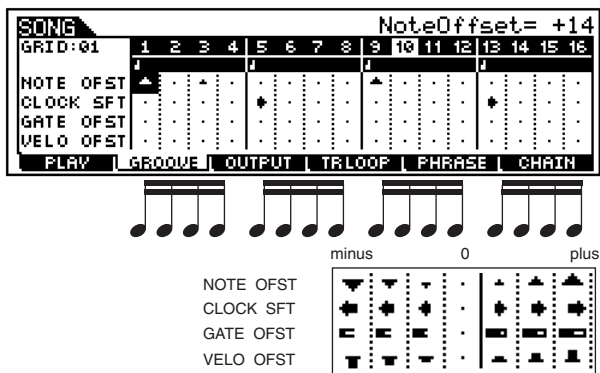 SONG NoteOffset= +14
GRID:01 1 2 3 4 5 6 7 8 9 10 11 12 13 14 15 16
NOTE OFST
CLOCK SFT
GATE OFST
VELO OFST
PLAY GROOVE OUTPUT TRLOOP PHRASE CHAIN
minus 0 plus
NOTE OFST
CLOCK SFT
GATE OFST
VELO OFST